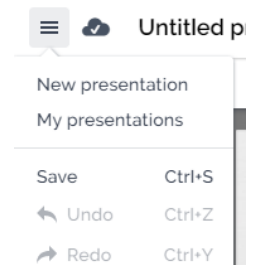 Untitled p
New presentation
My presentations
Save Ctrl+S
Undo Ctrl+Z
Redo Ctrl+Y